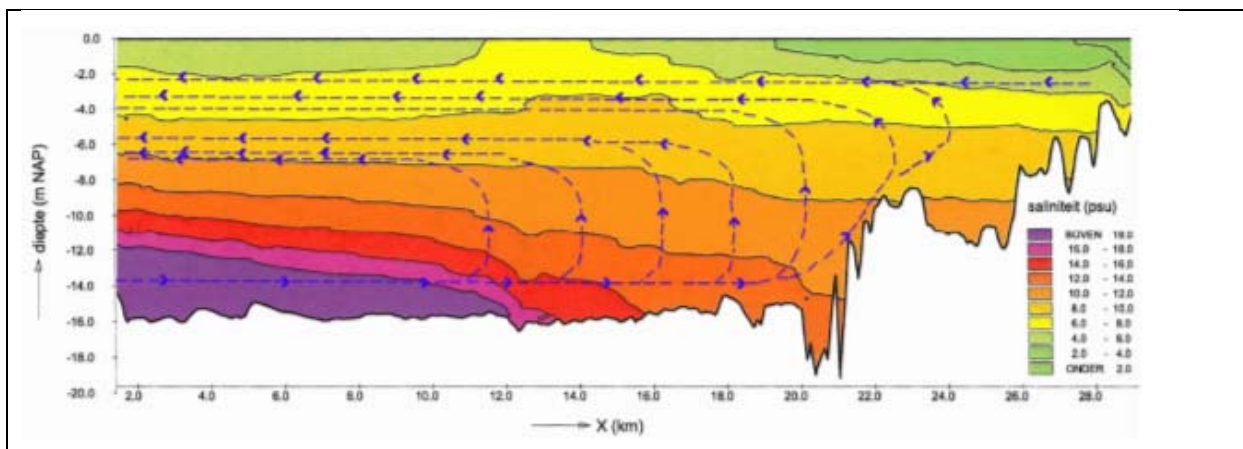 0.0
-2.0
-4.0
-6.0
-8.0
-10.0
-12.0
-14.0
-16.0
-18.0
-20.0
diepte (m NAP)
2.0 4.0 6.0 8.0 10.0 12.0 14.0 16.0 18.0 20.0 22.0 24.0 26.0 28.0
X (km)
saliniteit (psu)
BOVEN 18.0
16.0 - 18.0
14.0 - 16.0
12.0 - 14.0
10.0 - 12.0
8.0 - 10.0
6.0 - 8.0
4.0 - 6.0
2.0 - 4.0
ONDER 2.0